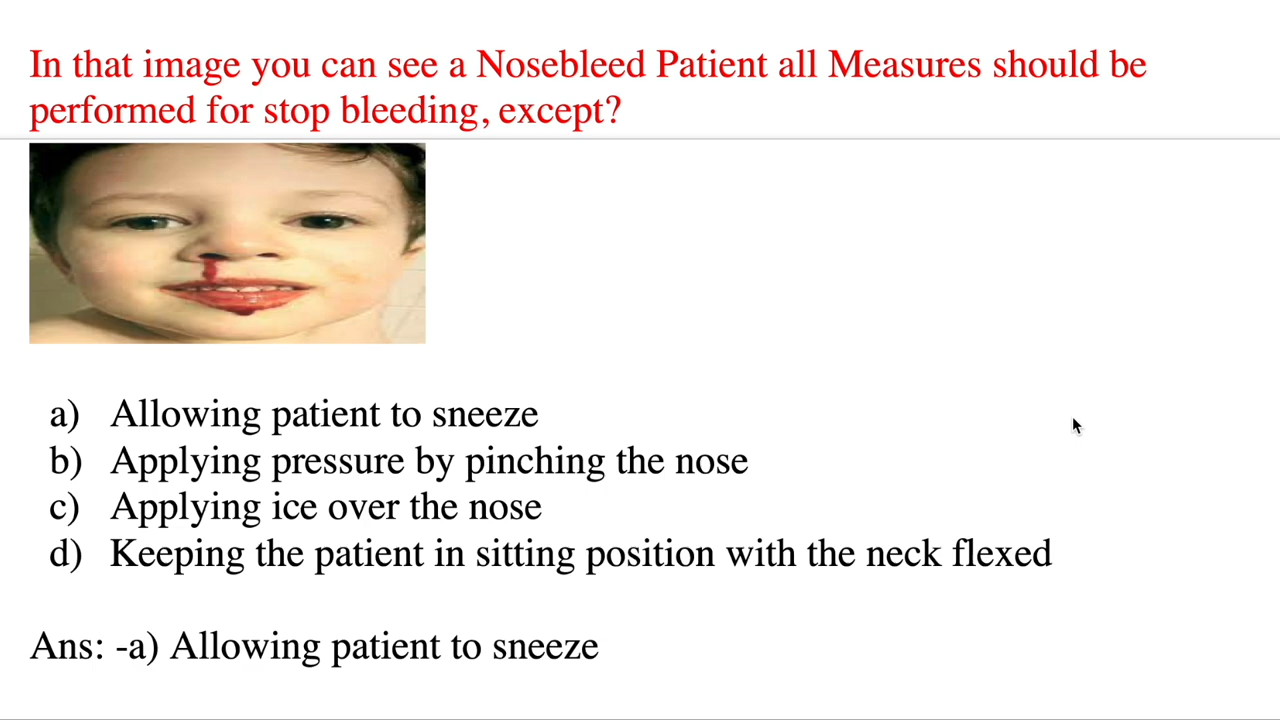 In that image you can see a Nosebleed Patient all Measures should be
performed for stop bleeding, except?
a) Allowing patient to sneeze
b) Applying pressure by pinching the nose
c) Applying ice over the nose
d) Keeping the patient in sitting position with the neck flexed
Ans: -a) Allowing patient to sneeze